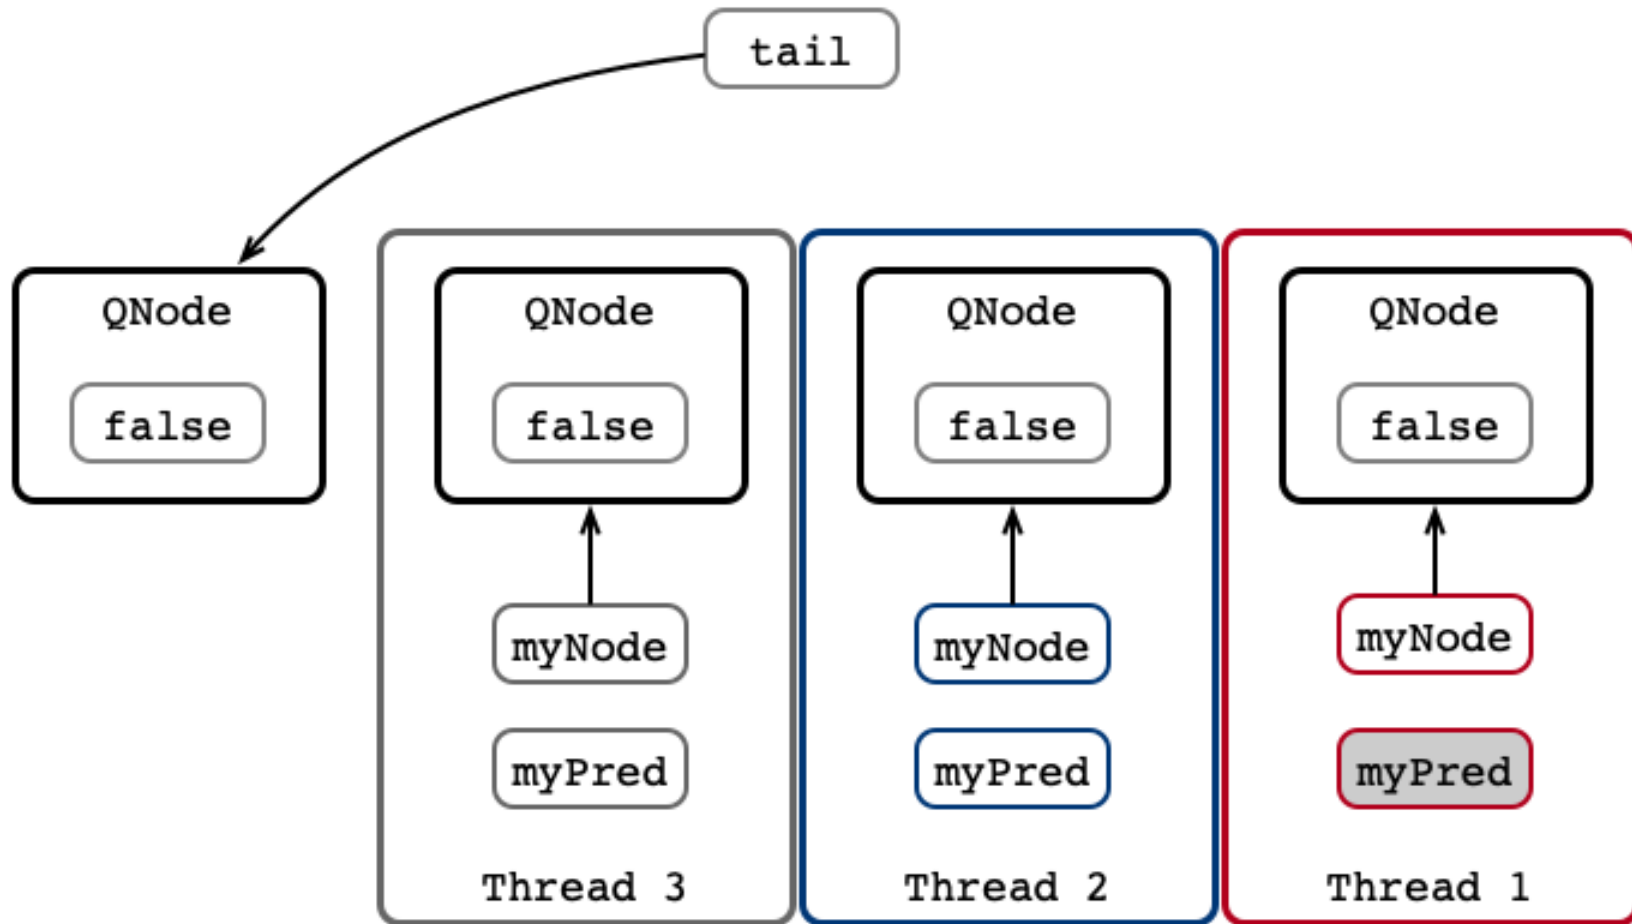 tail
QNode
QNode
QNode
QNode
false
false
false
false
myNode
myNode
myNode
myPred
myPred
myPred
Thread 3
Thread 2
Thread 1